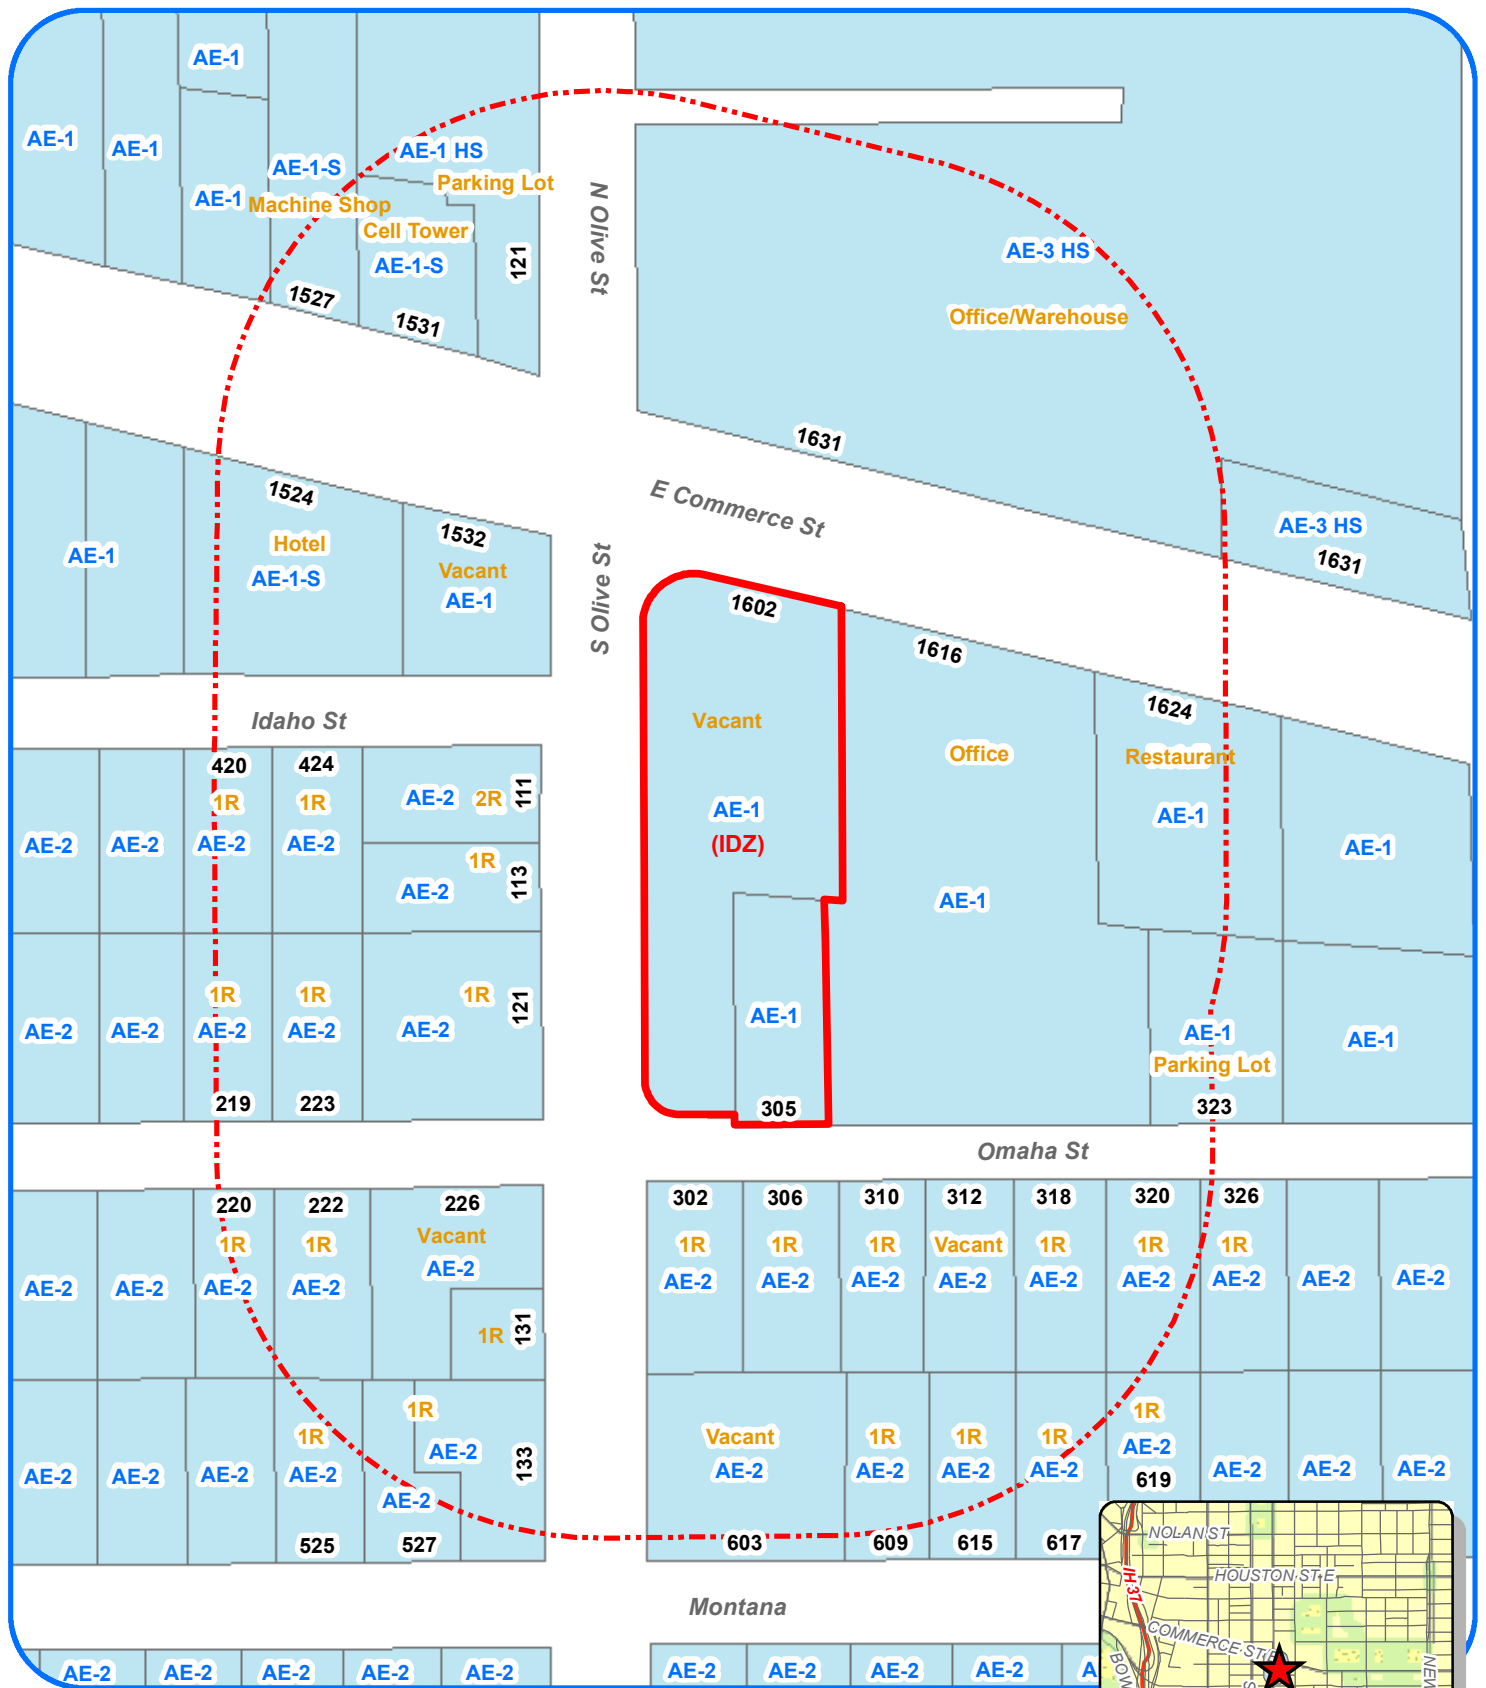 AE-1
AE-1
AE-1
AE-1
AE-1-S
Machine Shop
1527
AE-1 HS
Parking Lot
Cell Tower
AE-1-S
1531
121
N Olive St
AE-3 HS
Office/Warehouse
1631
AE-3 HS
1631
E Commerce St
AE-1
1524
Hotel
AE-1-S
1532
Vacant
AE-1
S Olive St
1602
Vacant
AE-1
(IDZ)
AE-1
305
1616
Office
AE-1
1624
Restaurant
AE-1
AE-1
AE-1
Parking Lot
323
AE-1
Idaho St
AE-2
AE-2
420
1R
AE-2
424
1R
AE-2
AE-2
2R
111
1R
AE-2
113
AE-2
AE-2
1R
AE-2
219
1R
AE-2
223
1R
AE-2
121
Omaha St
AE-2
AE-2
220
1R
AE-2
222
1R
AE-2
226
Vacant
AE-2
1R
131
302
1R
AE-2
306
1R
AE-2
310
1R
AE-2
312
Vacant
AE-2
318
1R
AE-2
320
1R
AE-2
326
1R
AE-2
AE-2
AE-2
AE-2
AE-2
AE-2
1R
AE-2
525
1R
AE-2
133
AE-2
527
Vacant
AE-2
603
1R
AE-2
609
1R
AE-2
615
1R
AE-2
617
1R
AE-2
619
AE-2
AE-2
AE-2
Montana
AE-2
AE-2
AE-2
AE-2
AE-2
AE-2
AE-2
AE-2
AE-2
NOLAN ST
HOUSTON ST E
IH 37
COMMERCE ST E